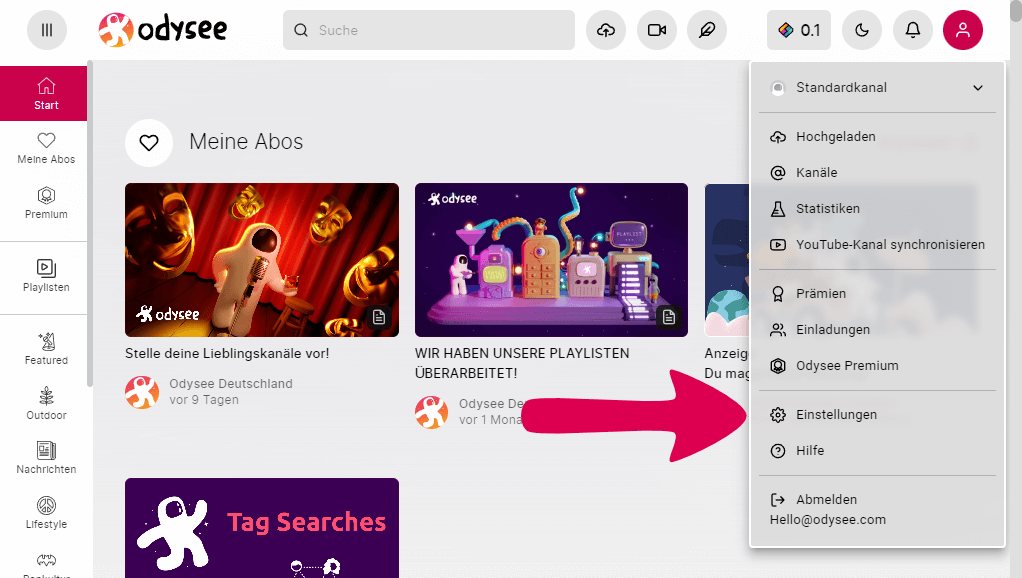 odysee
Suche
0.1
Start
Meine Abos
Premium
Playlisten
Featured
Outdoor
Nachrichten
Lifestyle
Meine Abos
odysee
Stelle deine Lieblingskanäle vor!
Odysee Deutschland
vor 9 Tagen
odysee
PLAYLIST
WIR HABEN UNSERE PLAYLISTEN
ÜBERARBEITET!
Odysee De
vor 1 Mona
Anzeig
Du mag
Tag Searches
Standardkanal
Hochgeladen
Kanäle
Statistiken
YouTube-Kanal synchronisieren
Prämien
Einladungen
Odysee Premium
Einstellungen
Hilfe
Abmelden
Hello@odysee.com